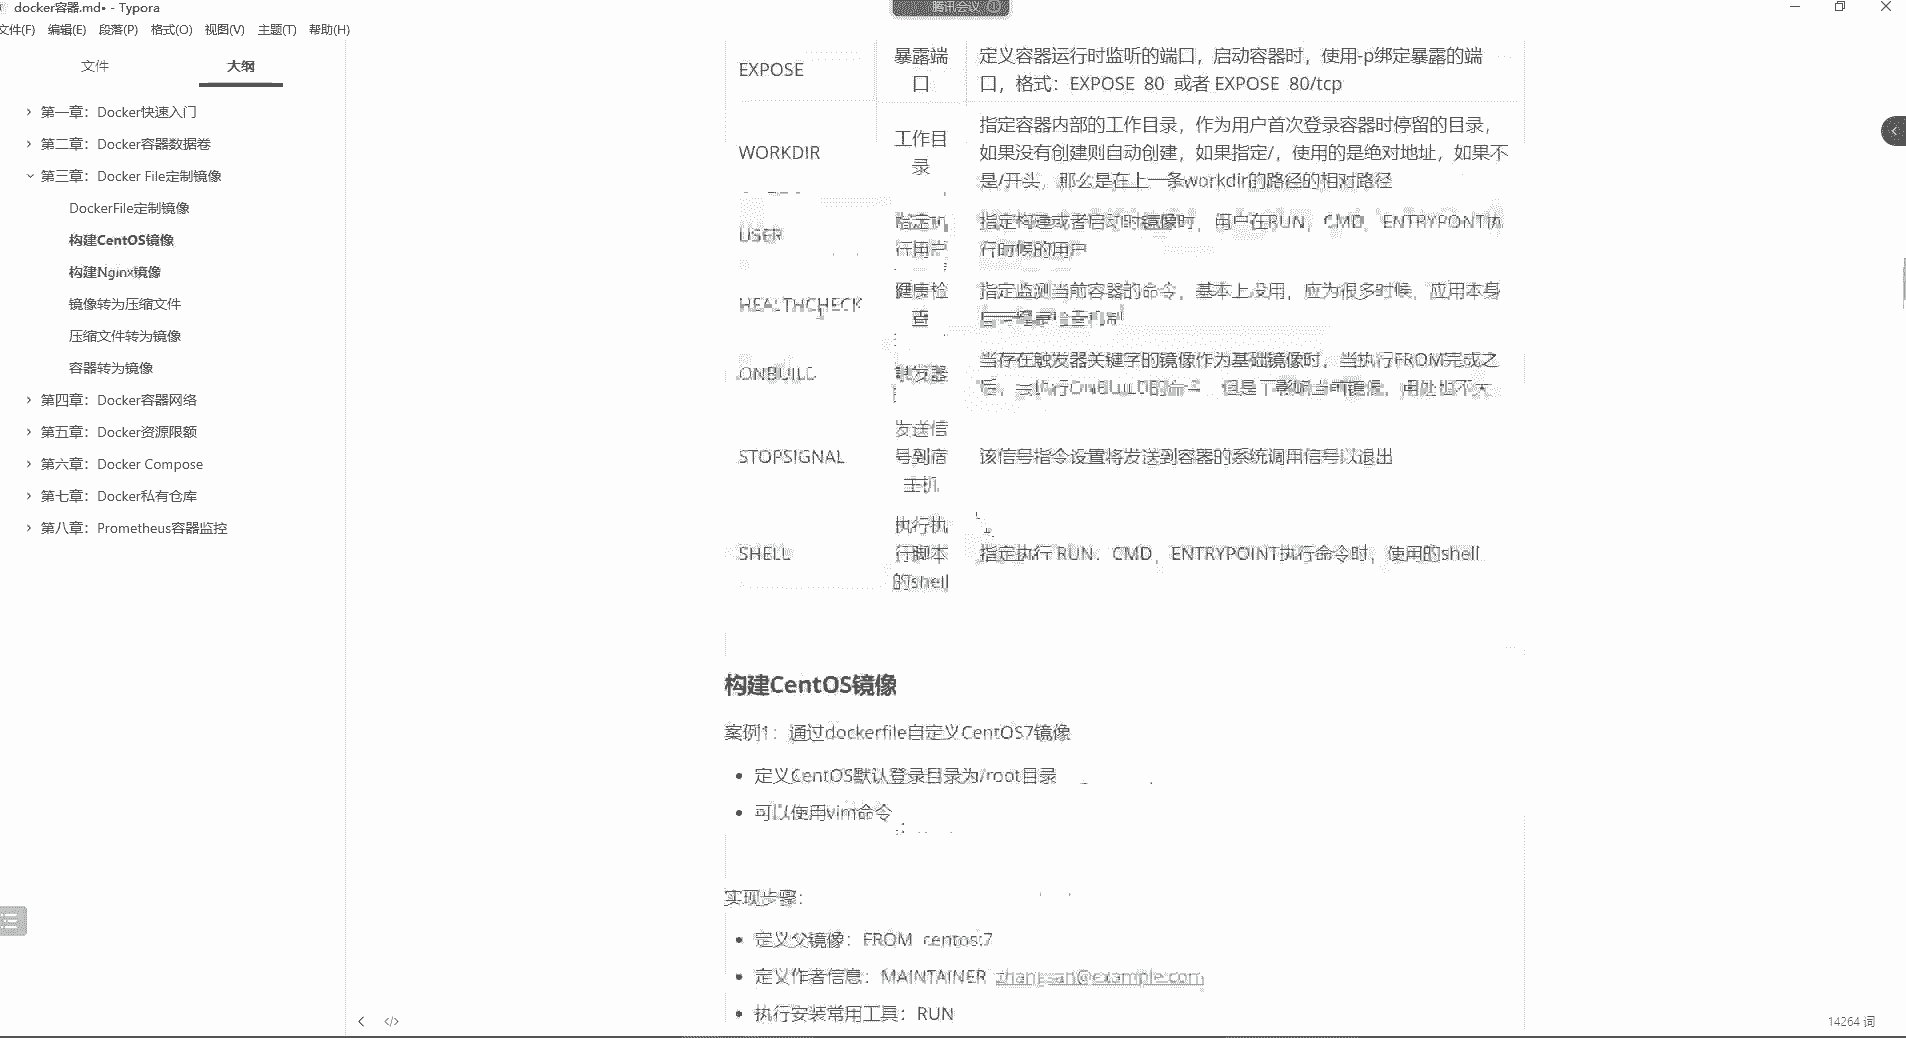 docker容器.md• - Typora
腾讯会议
文件(F) 编辑(E) 段落(P) 格式(O) 视图(V) 主题(T) 帮助(H)
文件 大纲
第一章：Docker快速入门
第二章：Docker容器数据卷
第三章：Docker File定制镜像
DockerFile定制镜像
构建CentOS镜像
构建Nginx镜像
镜像转为压缩文件
压缩文件转为镜像
容器转为镜像
第四章：Docker容器网络
第五章：Docker资源限额
第六章：Docker Compose
第七章：Docker私有仓库
第八章：Prometheus容器监控
EXPOSE
暴露端
口
定义容器运行时监听的端口，启动容器时，使用-p绑定暴露的端
口，格式：EXPOSE 80 或者 EXPOSE 80/tcp
WORKDIR
工作目
录
指定容器内部的工作目录，作为用户首次登录容器时停留的目录，
如果没有创建则自动创建，如果指定/，使用的是绝对地址，如果不
是/开头，那么是在上一条workdir的路径的相对路径
USER
指定执
行用户
指定构建或者启动时镜像时，用户在RUN，CMD，ENTRYPONT执
行时候的用户
HEALTHCHECK
健康检
查
指定监测当前容器的命令，基本上没用，应为很多时候，应用本身
ONBUILD
触发器
当存在触发器关键字的镜像作为基础镜像时，当执行FROM完成之
后，会执行ONBUILD的命令，但是不影响当前镜像，用处也不大
STOPSIGNAL
发送信
号到宿
主机
该信号指令设置将发送到容器的系统调用信号以退出
SHELL
执行执
行脚本
的shell
指定执行 RUN、CMD、ENTRYPOINT执行命令时，使用的shell
构建CentOS镜像
案例1：通过dockerfile自定义CentOS7镜像
定义CentOS默认登录目录为/root目录
可以使用vim命令
实现步骤：
定义父镜像：FROM centos:7
定义作者信息：MAINTAINER zhangsan@example.com
执行安装常用工具：RUN
14264 词